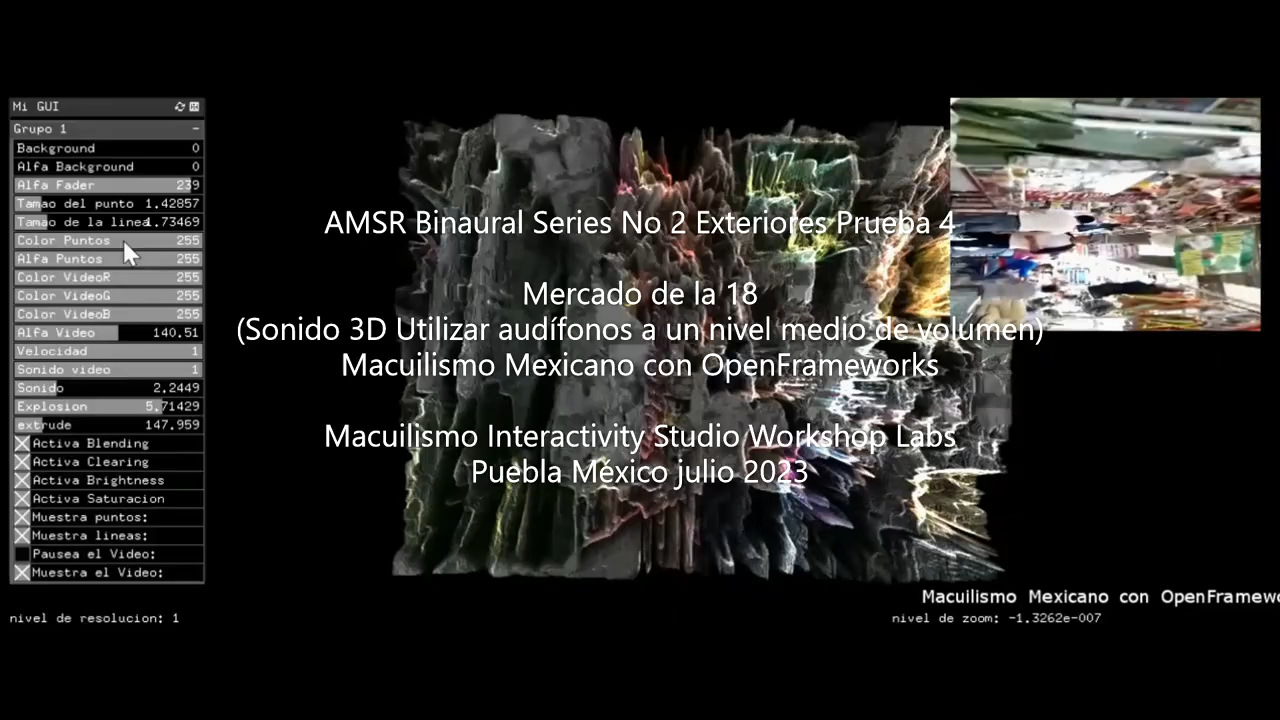 Mi GUI
Grupo 1 -
Background 0
Alfa Background 0
Alfa Fader 239
Tamao del punto 1.42857
Tamao de la linea1.73469
Color Puntos 255
Alfa Puntos 255
Color VideoR 255
Color VideoG 255
Color VideoB 255
Alfa Video 140.51
Velocidad 1
Sonido video 1
Sonido 2.2449
Explosion 5.71429
extrude 147.959
Activa Blending
Activa Clearing
Activa Brightness
Activa Saturacion
Muestra puntos:
Muestra lineas:
Pausea el Video:
Muestra el Video:
nivel de resolucion: 1
AMSR Binaural Series No 2 Exteriores Prueba 4
Mercado de la 18
(Sonido 3D Utilizar audífonos a un nivel medio de volumen)
Macuilismo Mexicano con OpenFrameworks
Macuilismo Interactivity Studio Workshop Labs
Puebla México julio 2023
Macuilismo Mexicano con OpenFramewo
nivel de zoom: -1.3262e-007